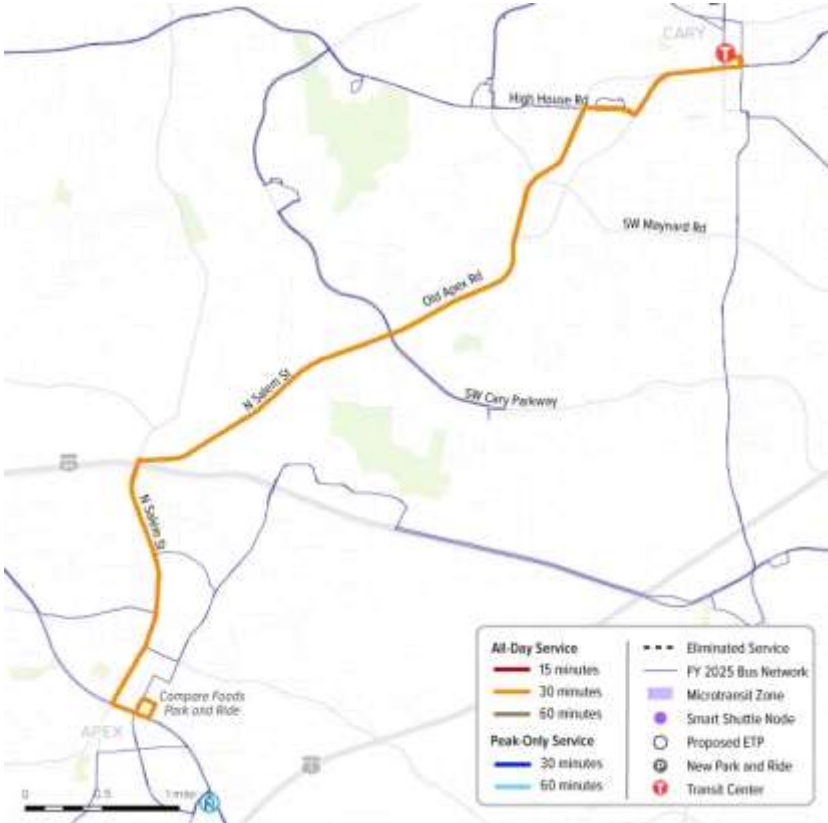 CARY
T
High House Rd
SW Maynard Rd
Old Apex Rd
N Salem St
SW Cary Parkway
N Salem St
Compare Foods
Park and Ride
APEX
0 0.5 1 mile
All-Day Service
15 minutes
30 minutes
60 minutes
Peak-Only Service
30 minutes
60 minutes
Eliminated Service
FY 2025 Bus Network
Microtransit Zone
Smart Shuttle Node
Proposed ETP
P New Park and Ride
T Transit Center